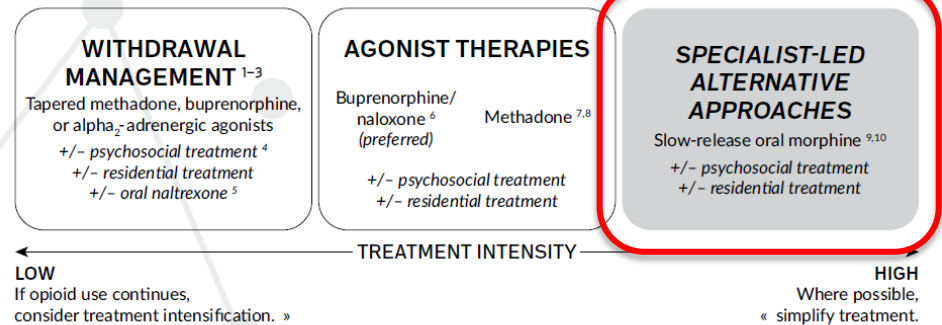 WITHDRAWAL
MANAGEMENT 1–3
Tapered methadone, buprenorphine,
or alpha2-adrenergic agonists
+/– psychosocial treatment 4
+/– residential treatment
+/– oral naltrexone 5
AGONIST THERAPIES
Buprenorphine/
naloxone 6
(preferred)
Methadone 7,8
+/– psychosocial treatment
+/– residential treatment
SPECIALIST-LED
ALTERNATIVE
APPROACHES
Slow-release oral morphine 9,10
+/– psychosocial treatment
+/– residential treatment
TREATMENT INTENSITY
LOW
If opioid use continues,
consider treatment intensification. »
HIGH
Where possible,
« simplify treatment.